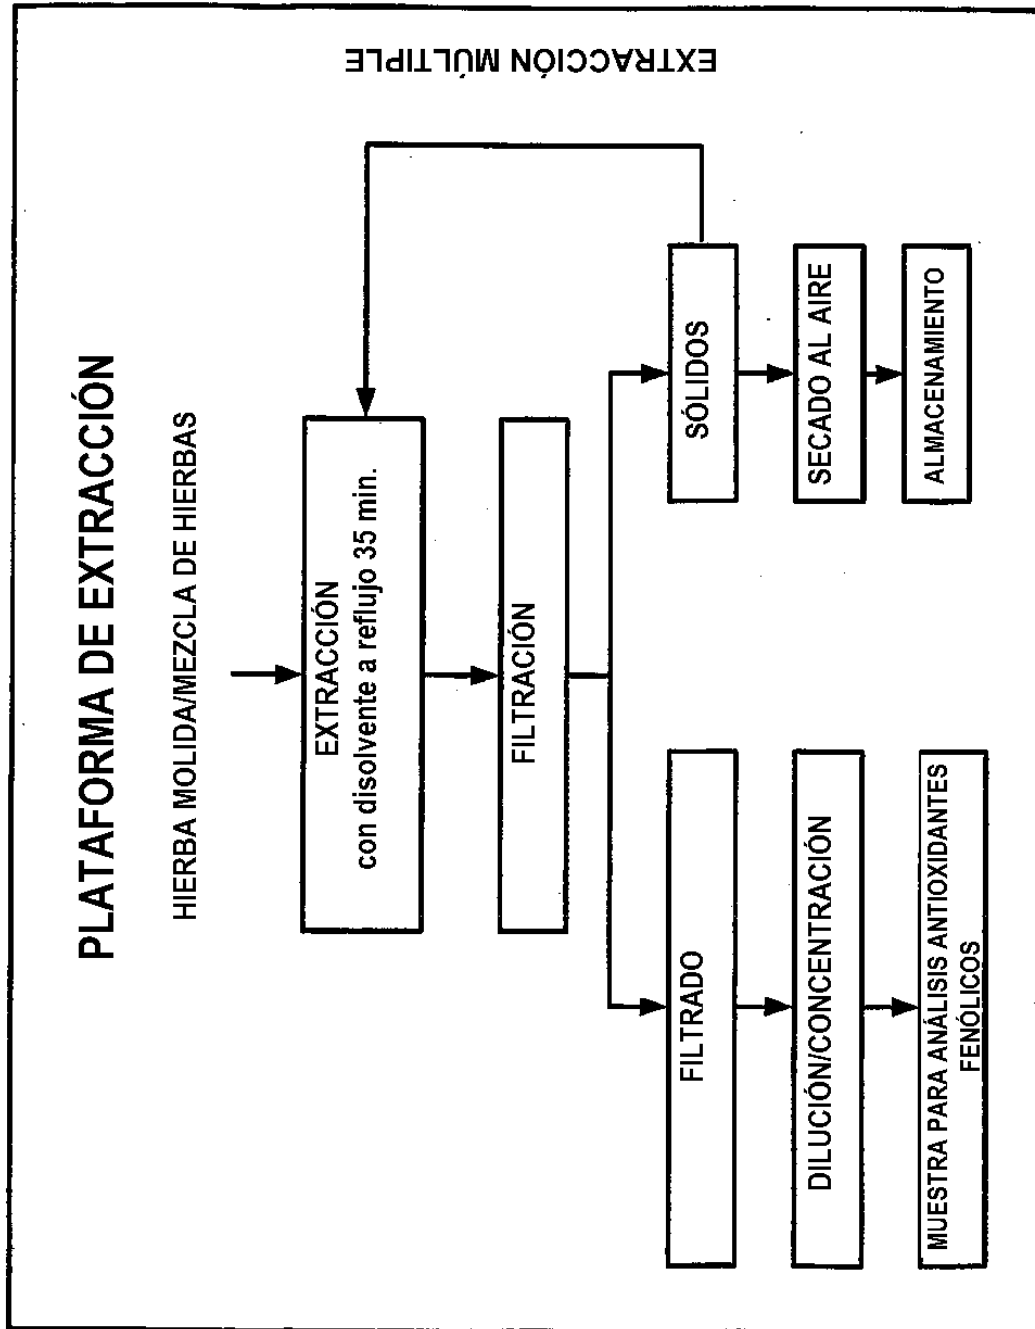 PLATAFORMA DE EXTRACCIÓN
HIERBA MOLIDA/MEZCLA DE HIERBAS
EXTRACCIÓN
con disolvente a reflujo 35 min.
EXTRACCIÓN MÚLTIPLE
FILTRACIÓN
FILTRADO
SÓLIDOS
DILUCIÓN/CONCENTRACIÓN
SECADO AL AIRE
MUESTRA PARA ANÁLISIS ANTIOXIDANTES
FENÓLICOS
ALMACENAMIENTO